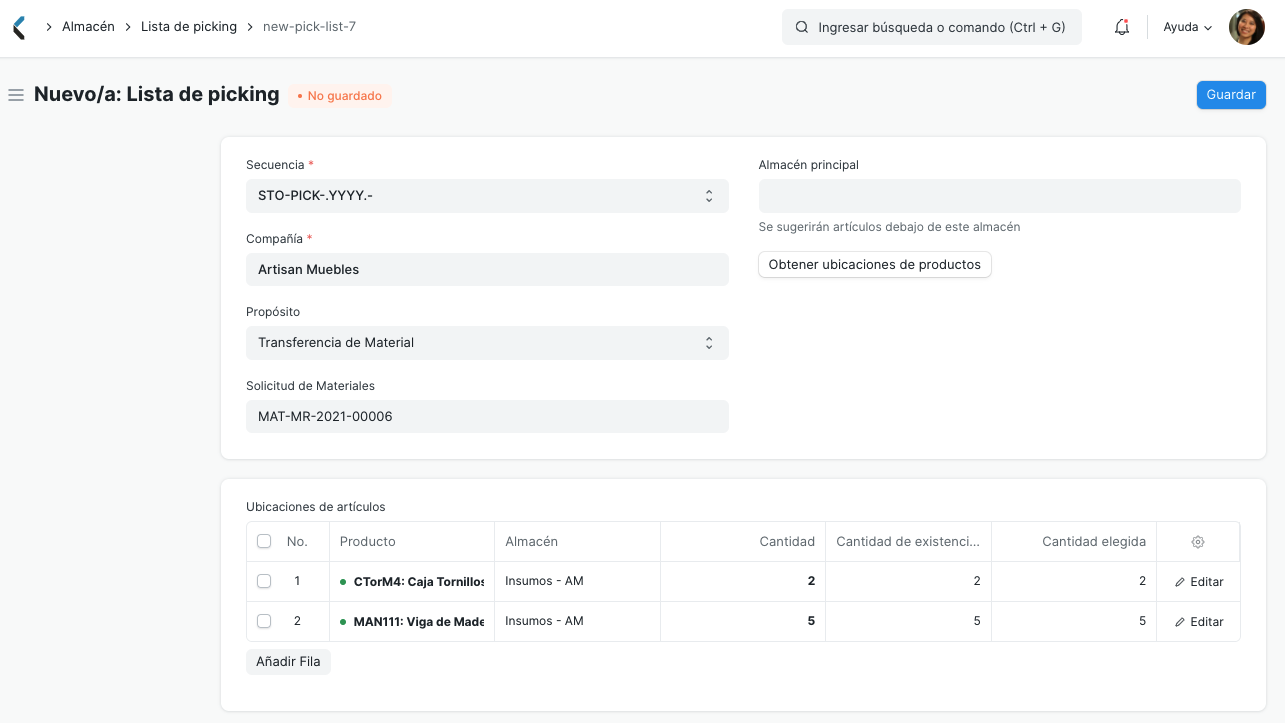 Almacén
Lista de picking
new-pick-list-7
Ingresar búsqueda o comando (Ctrl + G)
Ayuda
Nuevo/a: Lista de picking
No guardado
Guardar
Secuencia *
STO-PICK-.YYYY.-
Compañía *
Artisan Muebles
Propósito
Transferencia de Material
Solicitud de Materiales
MAT-MR-2021-00006
Almacén principal
Se sugerirán artículos debajo de este almacén
Obtener ubicaciones de productos
Ubicaciones de artículos
No. Producto Almacén Cantidad Cantidad de existenci... Cantidad elegida
1 CTorM4: Caja Tornillos Insumos - AM 2 2 2 Editar
2 MAN111: Viga de Made Insumos - AM 5 5 5 Editar
Añadir Fila